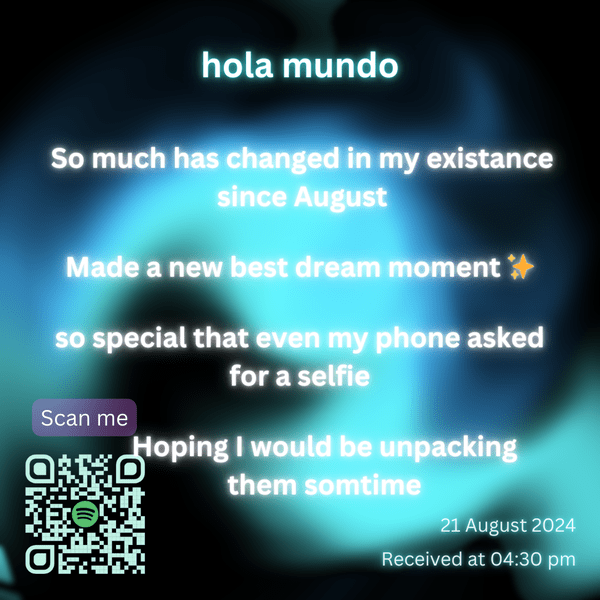 hola mundo
So much has changed in my existance
since August
Made a new best dream moment ✨
so special that even my phone asked
for a selfie
Scan me
Hoping I would be unpacking
them somtime
21 August 2024
Received at 04:30 pm